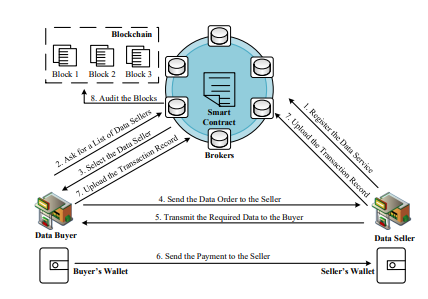 Blockchain
Block 1 Block 2 Block 3
8. Audit the Blocks
Smart
Contract
Brokers
2. Ask for a List of Data Sellers
3. Select the Data Seller
7. Upload the Transaction Record
1. Register the Data Service
7. Upload the Transaction Record
4. Send the Data Order to the Seller
5. Transmit the Required Data to the Buyer
Data Buyer
Data Seller
6. Send the Payment to the Seller
Buyer's Wallet
Seller's Wallet